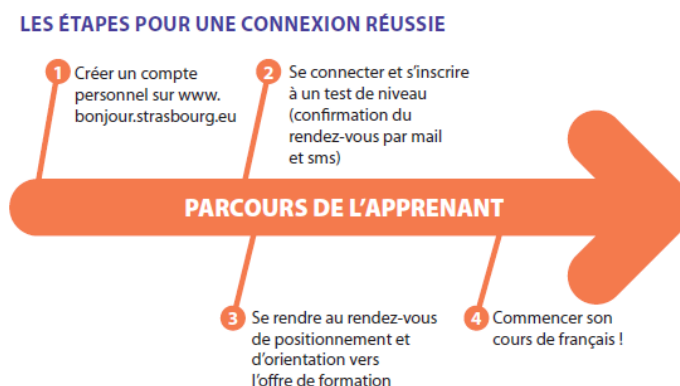 LES ÉTAPES POUR UNE CONNEXION RÉUSSIE
1 Créer un compte
personnel sur www.
bonjour.strasbourg.eu
2 Se connecter et s’inscrire
à un test de niveau
(confirmation du
rendez-vous par mail
et sms)
PARCOURS DE L’APPRENANT
3 Se rendre au rendez-vous
de positionnement et
d’orientation vers
l’offre de formation
4 Commencer son
cours de français !